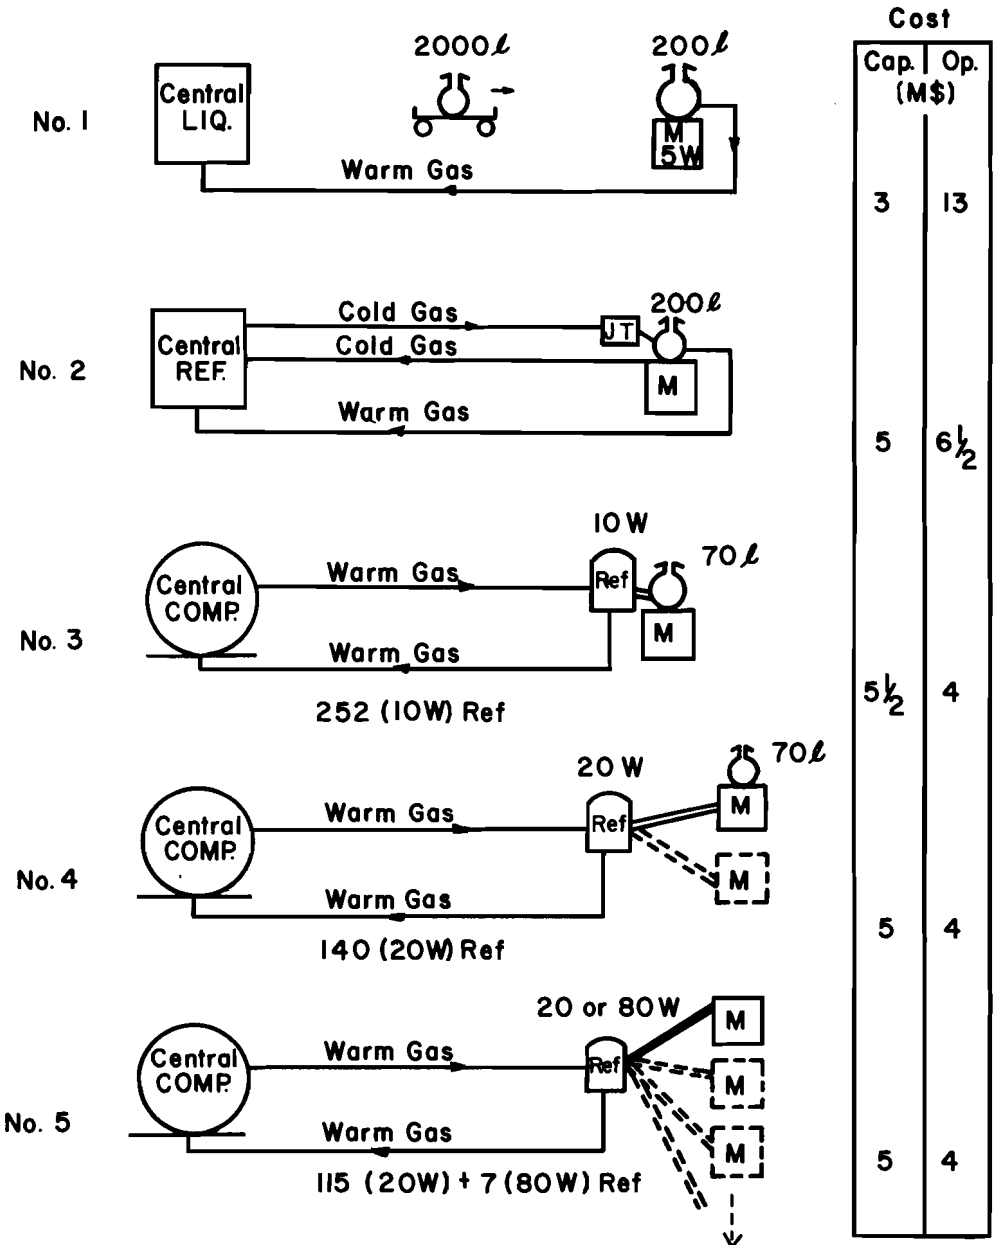 Cost
Cap. Op.
(M$)
No. 1
Central
LIQ.
2000ℓ
200ℓ
M
5W
Warm Gas
3 13
No. 2
Central
REF.
Cold Gas
Cold Gas
JT
200ℓ
M
Warm Gas
5 6½
No. 3
Central
COMP.
Warm Gas
10 W
Ref
70ℓ
M
Warm Gas
252 (10W) Ref
5½ 4
No. 4
Central
COMP.
Warm Gas
20 W
Ref
70ℓ
M
M
Warm Gas
140 (20W) Ref
5 4
No. 5
Central
COMP.
Warm Gas
20 or 80W
Ref
M
M
M
Warm Gas
115 (20W) + 7 (80W) Ref
5 4